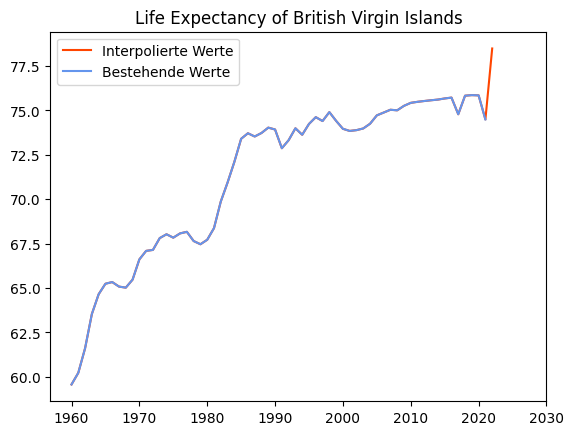 Life Expectancy of British Virgin Islands
Interpolierte Werte
Bestehende Werte
77.5
75.0
72.5
70.0
67.5
65.0
62.5
60.0
1960 1970 1980 1990 2000 2010 2020 2030